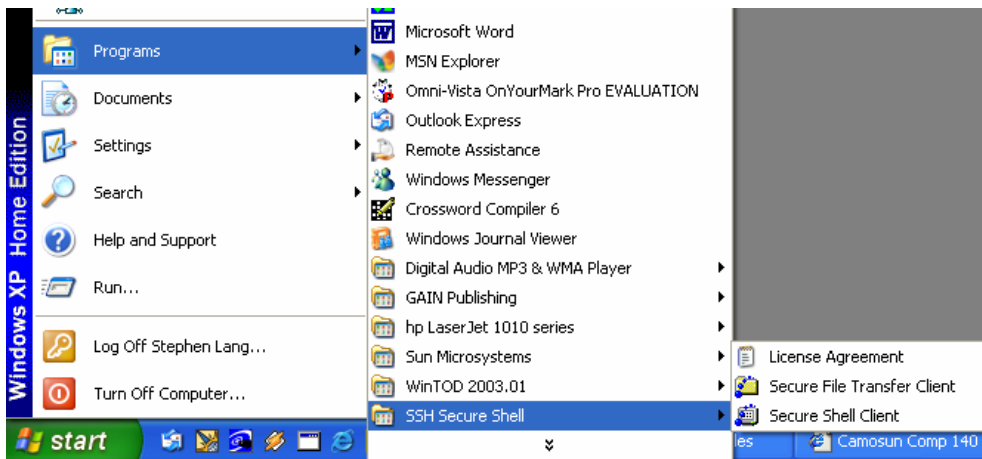 Windows XP Home Edition
Programs
Documents
Settings
Search
Help and Support
Run...
Log Off Stephen Lang...
Turn Off Computer...
Microsoft Word
MSN Explorer
Omni-Vista OnYourMark Pro EVALUATION
Outlook Express
Remote Assistance
Windows Messenger
Crossword Compiler 6
Windows Journal Viewer
Digital Audio MP3 & WMA Player
GAIN Publishing
hp LaserJet 1010 series
Sun Microsystems
WinTOD 2003.01
SSH Secure Shell
License Agreement
Secure File Transfer Client
Secure Shell Client
start
les
Camosun Comp 140